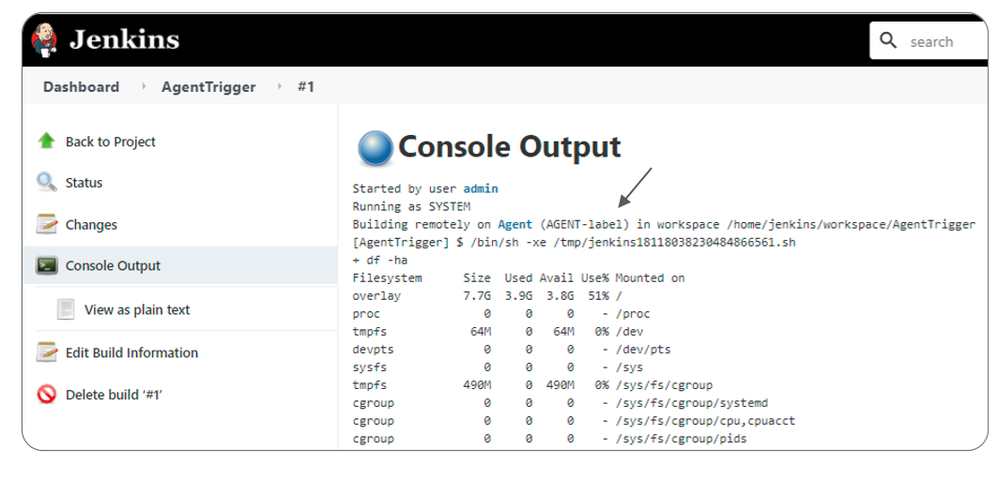 Jenkins
search
Dashboard AgentTrigger #1
Back to Project
Status
Changes
Console Output
View as plain text
Edit Build Information
Delete build '#1'
Console Output
Started by user admin
Running as SYSTEM
Building remotely on Agent (AGENT-label) in workspace /home/jenkins/workspace/AgentTrigger
[AgentTrigger] $ /bin/sh -xe /tmp/jenkins18118038230484866561.sh
+ df -ha
Filesystem Size Used Avail Use% Mounted on
overlay 7.7G 3.9G 3.8G 51% /
proc 0 0 0 - /proc
tmpfs 64M 0 64M 0% /dev
devpts 0 0 0 - /dev/pts
sysfs 0 0 0 - /sys
tmpfs 490M 0 490M 0% /sys/fs/cgroup
cgroup 0 0 0 - /sys/fs/cgroup/systemd
cgroup 0 0 0 - /sys/fs/cgroup/cpu,cpuacct
cgroup 0 0 0 - /sys/fs/cgroup/pids